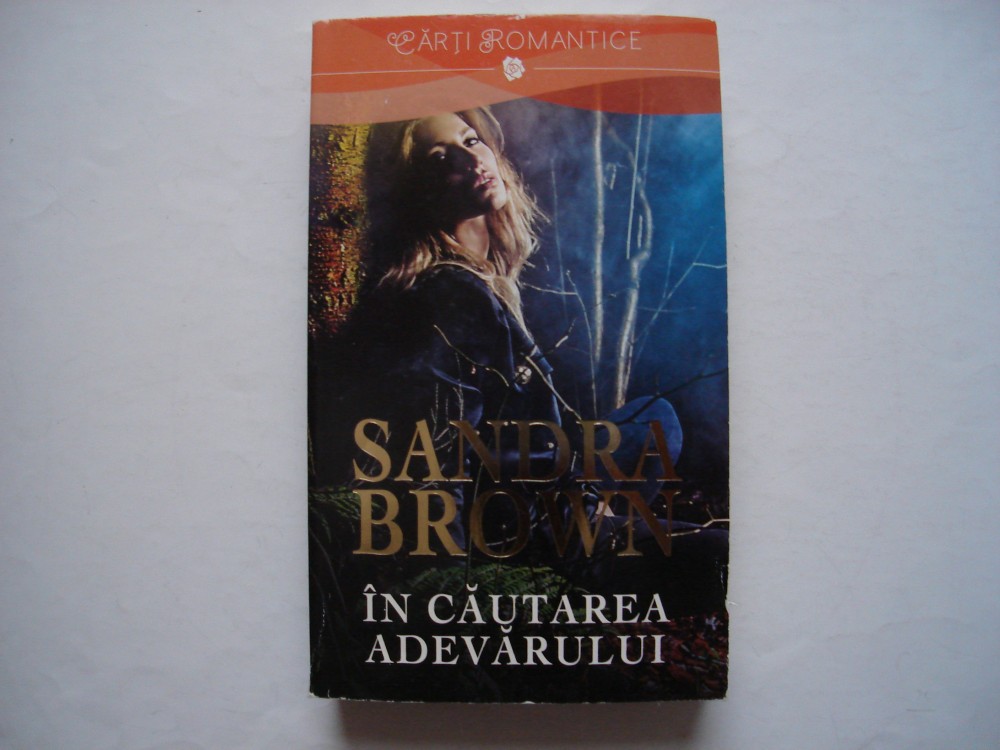 CĂRȚI ROMANTICE
SANDRA
BROWN
ÎN CĂUTAREA
ADEVĂRULUI